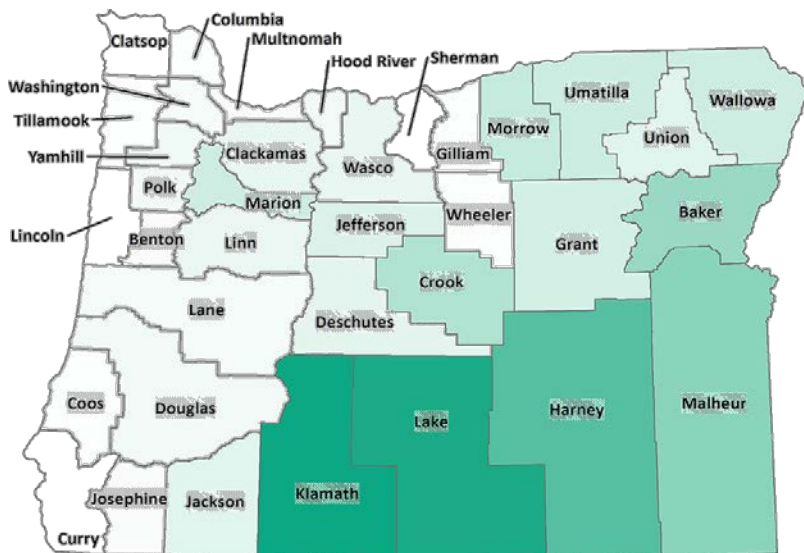 Columbia
Clatsop
Multnomah
Hood River
Sherman
Washington
Umatilla
Wallowa
Tillamook
Morrow
Union
Yamhill
Clackamas
Gilliam
Wasco
Polk
Marion
Wheeler
Baker
Lincoln
Benton
Linn
Jefferson
Grant
Crook
Lane
Deschutes
Coos
Douglas
Lake
Harney
Malheur
Klamath
Josephine
Jackson
Curry